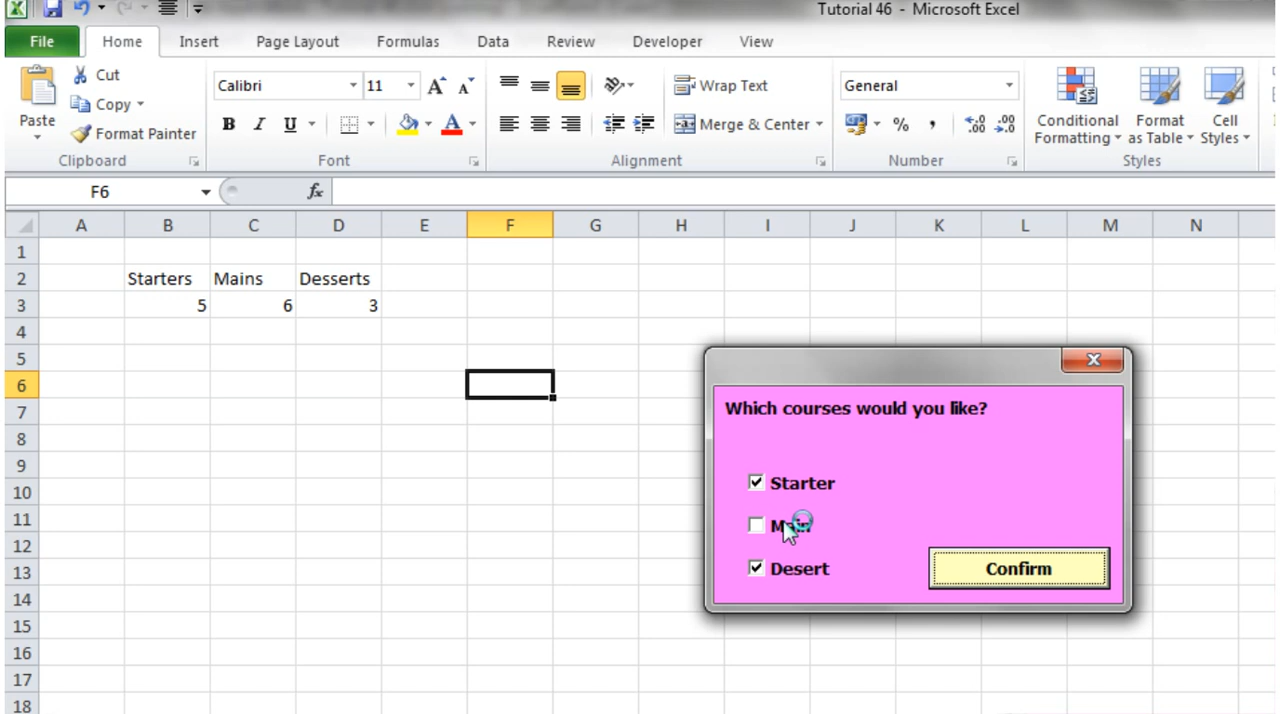 Tutorial 46 - Microsoft Excel
File Home Insert Page Layout Formulas Data Review Developer View
Cut
Calibri 11 A A Wrap Text General
Copy
Paste Format Painter B I U A Merge & Center % , Conditional Formatting Format as Table Cell Styles
Clipboard Font Alignment Number Styles
F6 fx
A B C D E F G H I J K L M N
1
2 Starters Mains Desserts
3 5 6 3
4
5
6
7
8
9
10
11
12
13
14
15
16
17
18
Which courses would you like?
Starter
Desert
Confirm